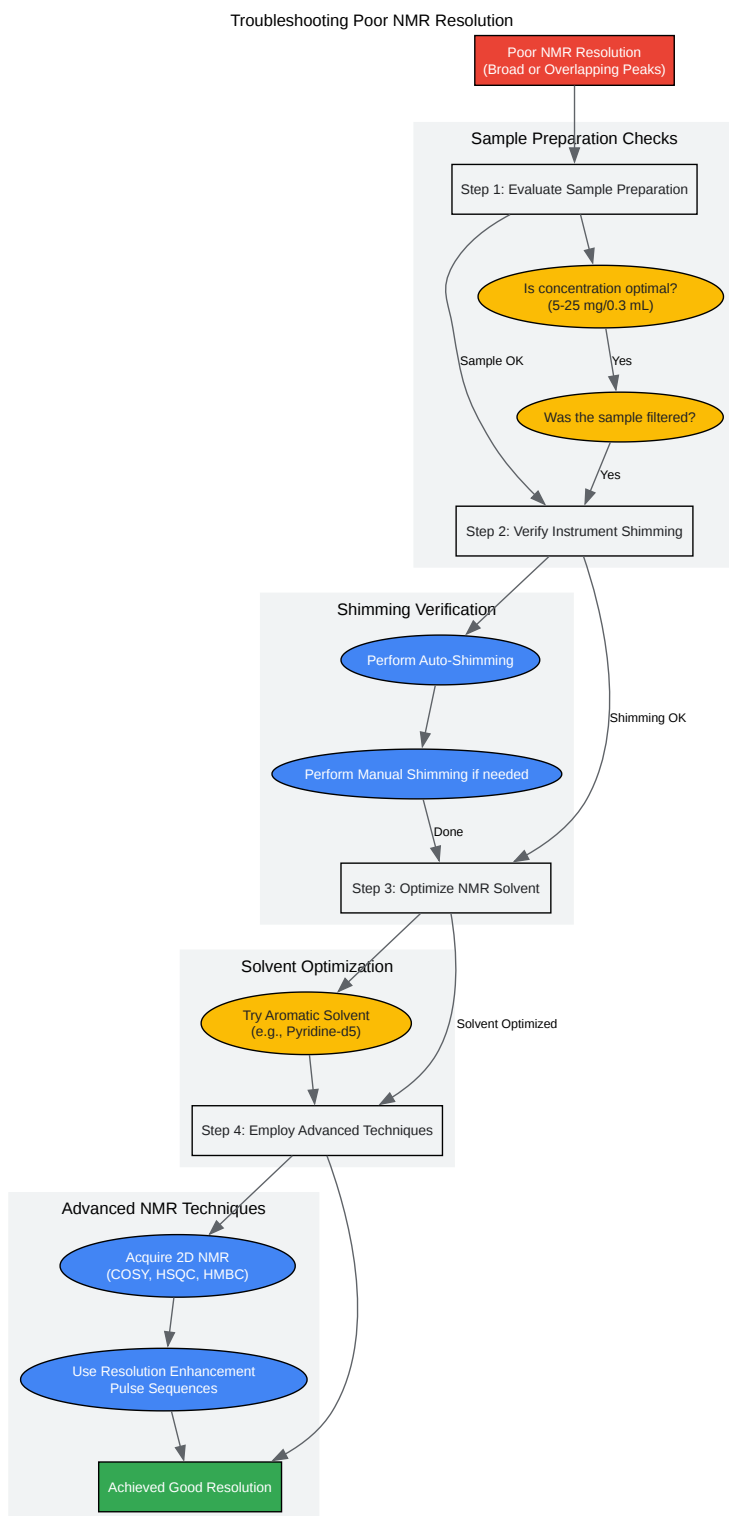 Troubleshooting Poor NMR Resolution
Poor NMR Resolution
(Broad or Overlapping Peaks)
Sample Preparation Checks
Step 1: Evaluate Sample Preparation
Is concentration optimal?
(5-25 mg/0.3 mL)
Sample OK
Yes
Was the sample filtered?
Yes
Step 2: Verify Instrument Shimming
Shimming Verification
Perform Auto-Shimming
Shimming OK
Perform Manual Shimming if needed
Done
Step 3: Optimize NMR Solvent
Solvent Optimization
Try Aromatic Solvent
(e.g., Pyridine-d5)
Solvent Optimized
Step 4: Employ Advanced Techniques
Advanced NMR Techniques
Acquire 2D NMR
(COSY, HSQC, HMBC)
Use Resolution Enhancement
Pulse Sequences
Achieved Good Resolution